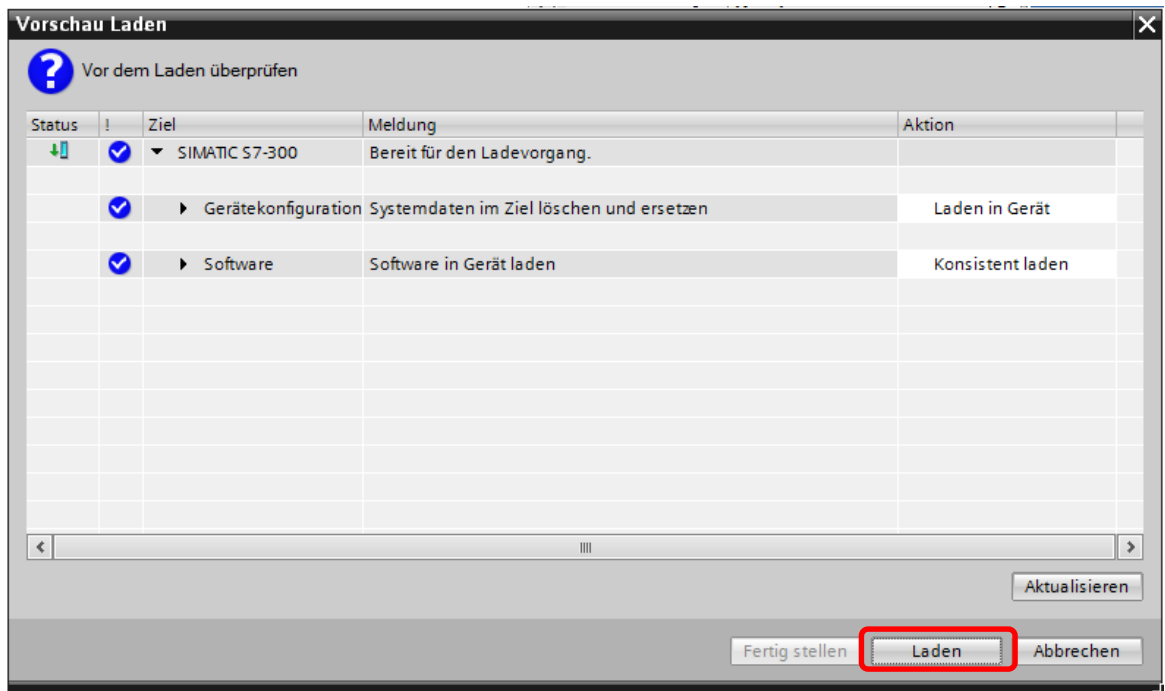 Vorschau Laden
Vor dem Laden überprüfen
Status ! Ziel Meldung Aktion
SIMATIC S7-300 Bereit für den Ladevorgang.
Gerätekonfiguration Systemdaten im Ziel löschen und ersetzen Laden in Gerät
Software Software in Gerät laden Konsistent laden
Aktualisieren
Fertig stellen Laden Abbrechen